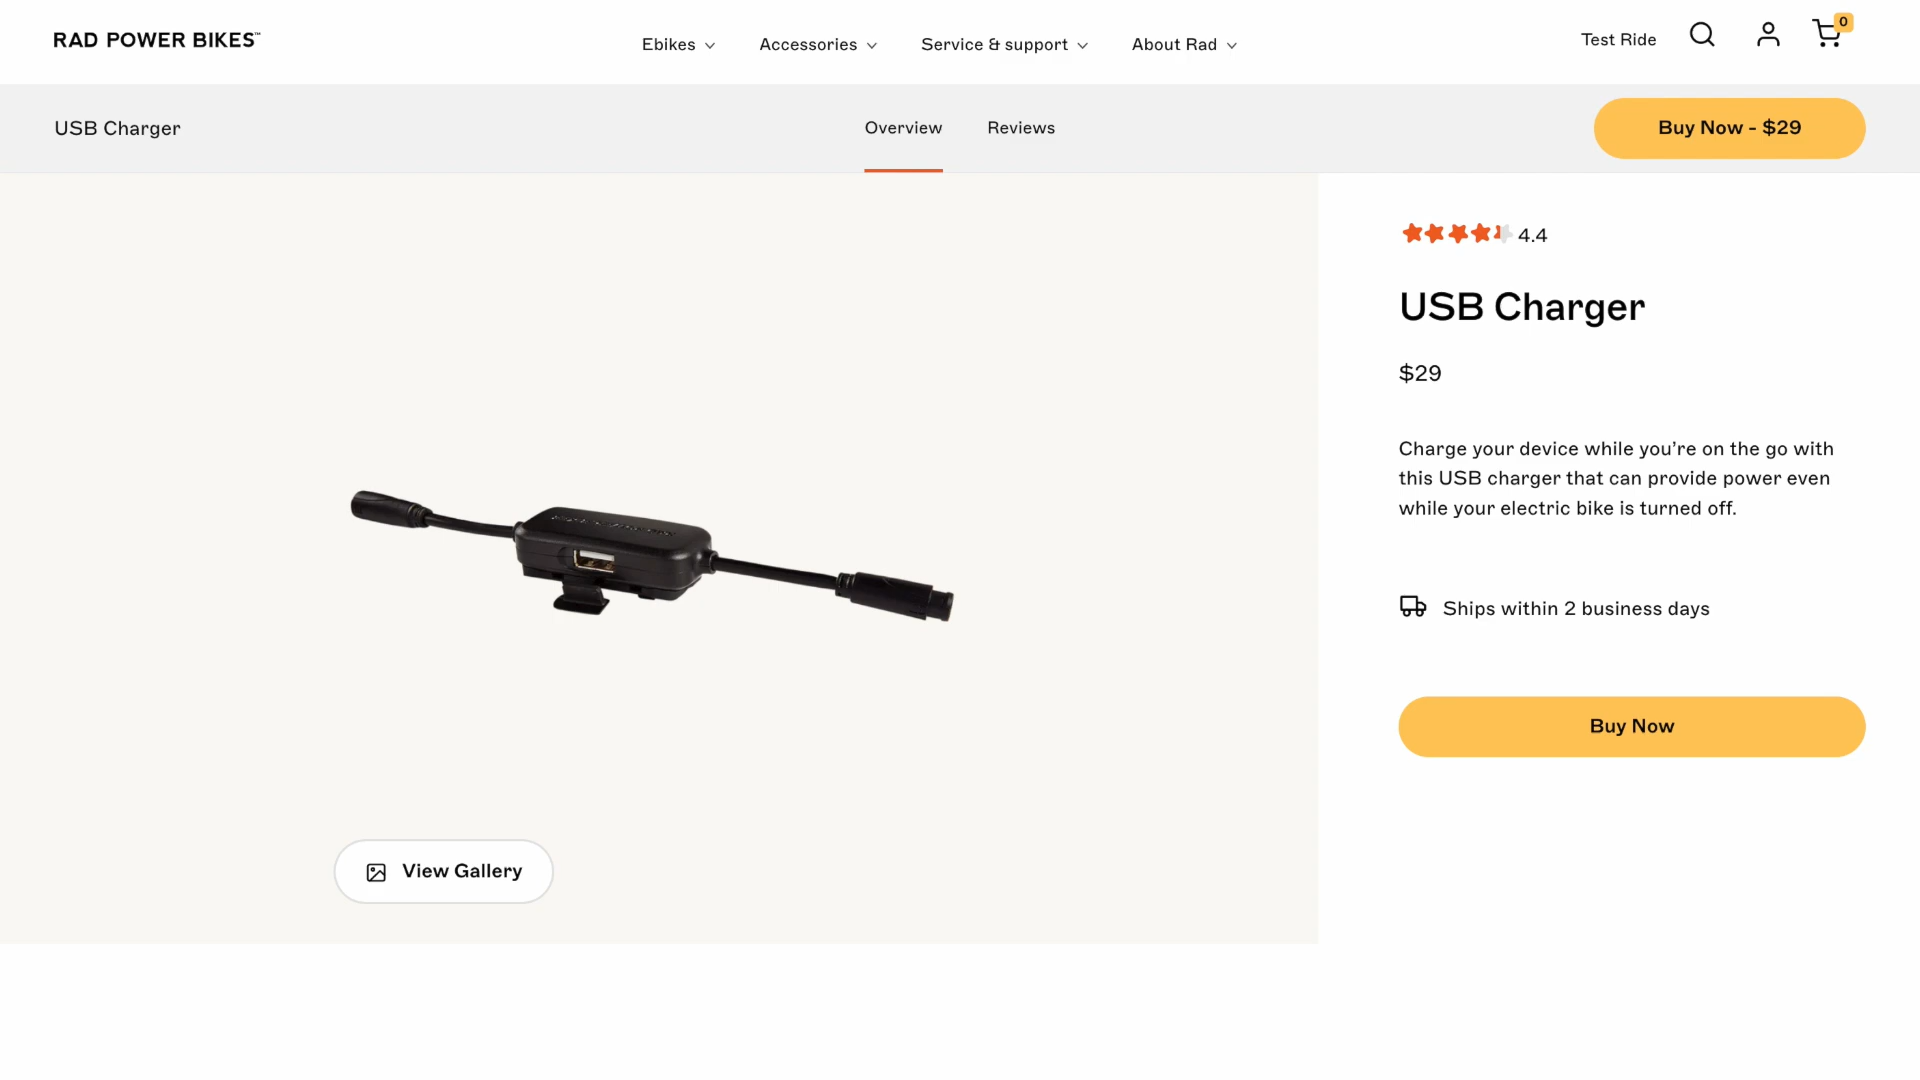 RAD POWER BIKES™
Ebikes
Accessories
Service & support
About Rad
Test Ride
0
USB Charger
Overview
Reviews
Buy Now - $29
4.4
USB Charger
$29
Charge your device while you’re on the go with
this USB charger that can provide power even
while your electric bike is turned off.
Ships within 2 business days
Buy Now
View Gallery